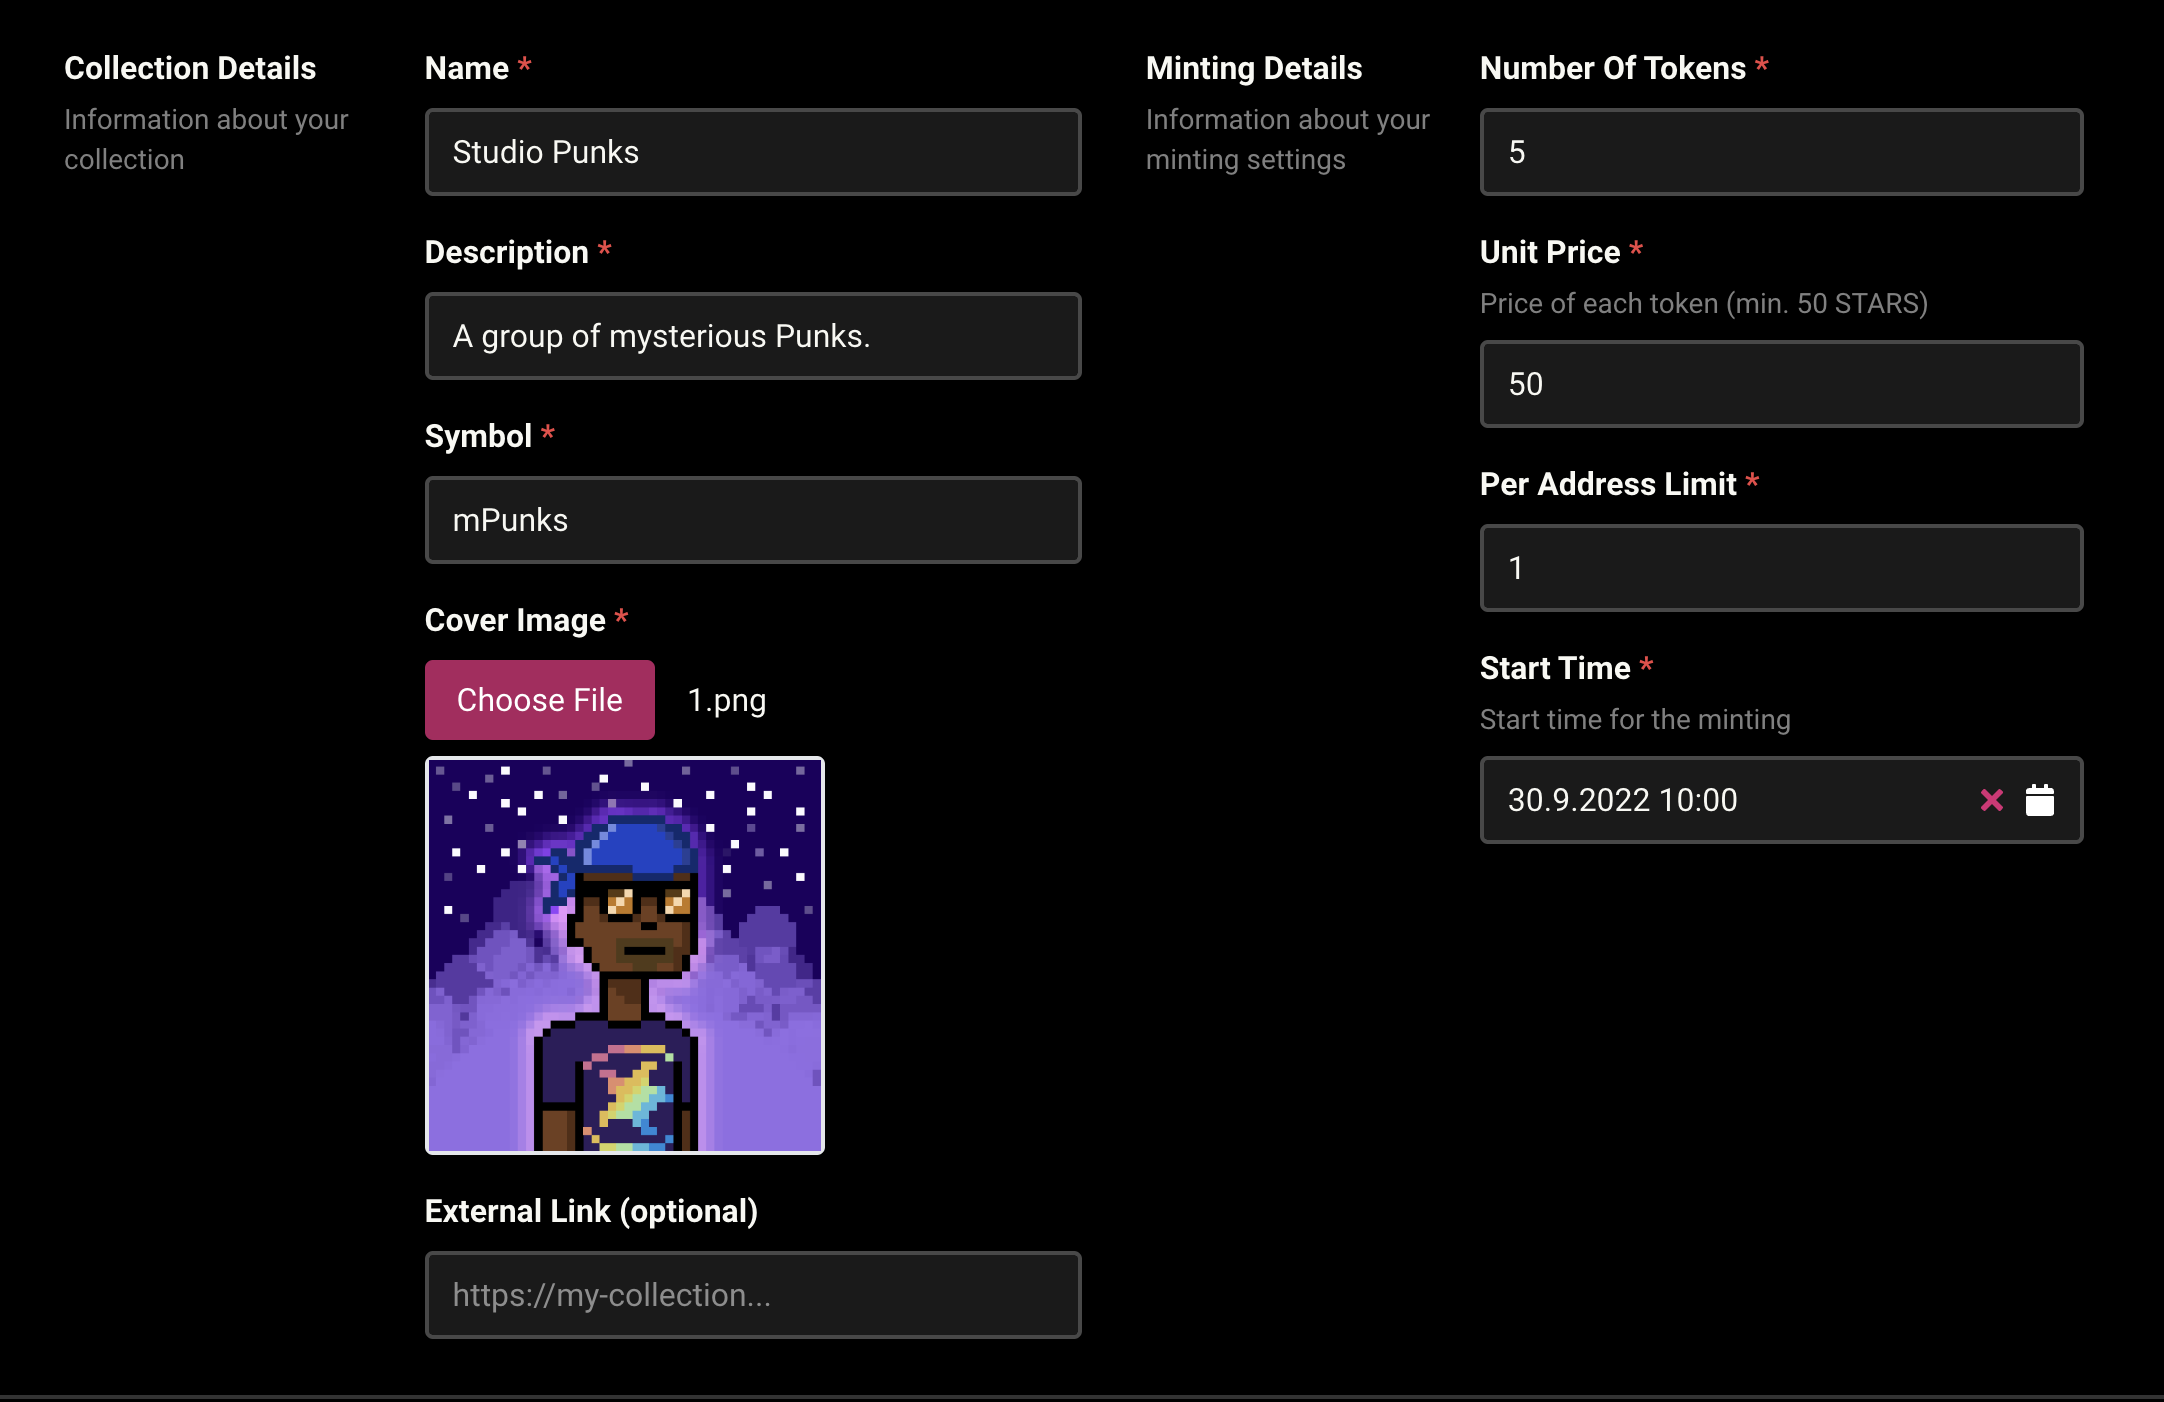 Collection Details
Information about your
collection
Name *
Studio Punks
Description *
A group of mysterious Punks.
Symbol *
mPunks
Cover Image *
Choose File
1.png
External Link (optional)
https://my-collection...
Minting Details
Information about your
minting settings
Number Of Tokens *
5
Unit Price *
Price of each token (min. 50 STARS)
50
Per Address Limit *
1
Start Time *
Start time for the minting
30.9.2022 10:00